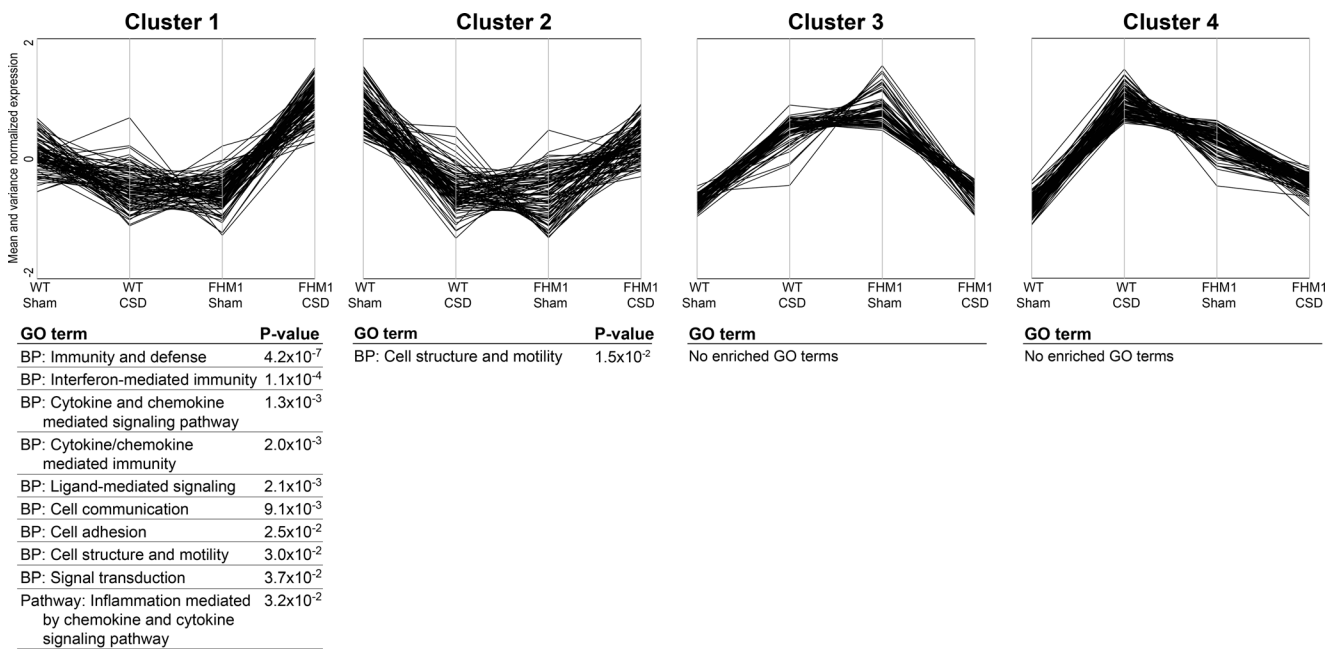 Cluster 1
Cluster 2
Cluster 3
Cluster 4
Mean and variance normalized expression
2
0
-2
WT Sham
WT CSD
FHM1 Sham
FHM1 CSD
WT Sham
WT CSD
FHM1 Sham
FHM1 CSD
WT Sham
WT CSD
FHM1 Sham
FHM1 CSD
WT Sham
WT CSD
FHM1 Sham
FHM1 CSD
GO term P-value
BP: Immunity and defense 4.2x10-7
BP: Interferon-mediated immunity 1.1x10-4
BP: Cytokine and chemokine 1.3x10-3
mediated signaling pathway
BP: Cytokine/chemokine 2.0x10-3
mediated immunity
BP: Ligand-mediated signaling 2.1x10-3
BP: Cell communication 9.1x10-3
BP: Cell adhesion 2.5x10-2
BP: Cell structure and motility 3.0x10-2
BP: Signal transduction 3.7x10-2
Pathway: Inflammation mediated 3.2x10-2
by chemokine and cytokine
signaling pathway
GO term P-value
BP: Cell structure and motility 1.5x10-2
GO term
No enriched GO terms
GO term
No enriched GO terms